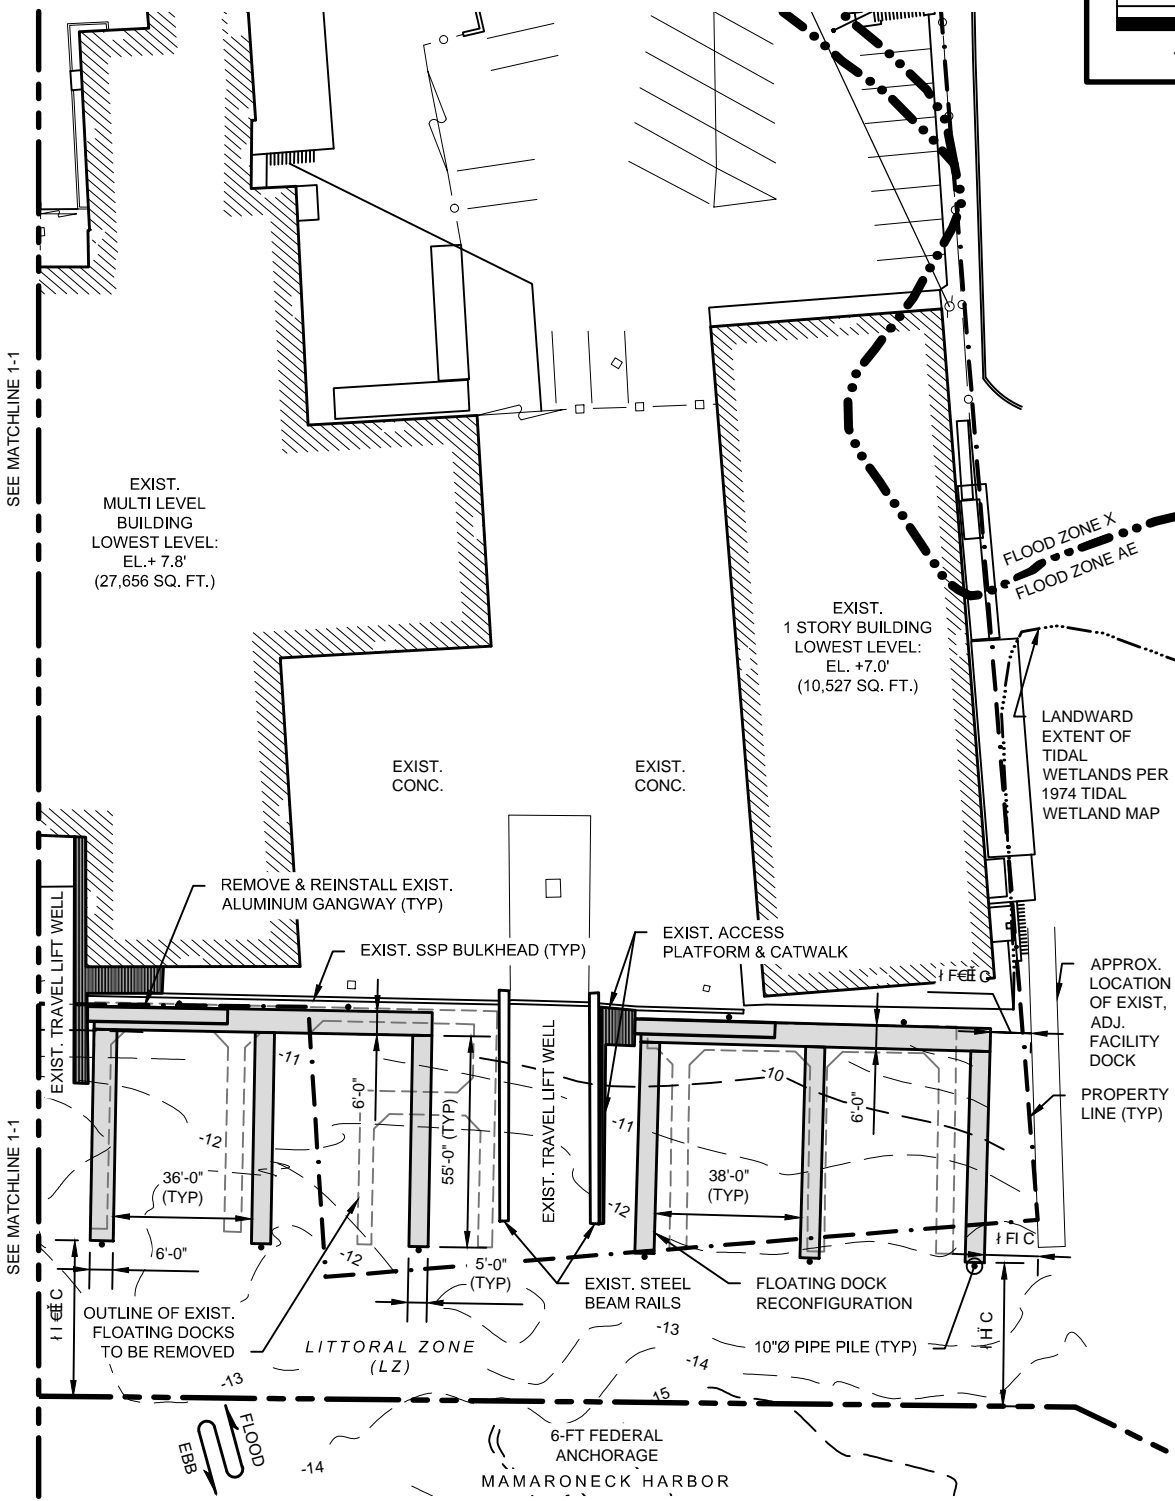 SEE MATCHLINE 1-1
EXIST.
MULTI LEVEL
BUILDING
LOWEST LEVEL:
EL.+ 7.8'
(27,656 SQ. FT.)
FLOOD ZONE X
FLOOD ZONE AE
EXIST.
1 STORY BUILDING
LOWEST LEVEL:
EL. +7.0'
(10,527 SQ. FT.)
LANDWARD
EXTENT OF
TIDAL
WETLANDS PER
1974 TIDAL
WETLAND MAP
EXIST.
CONC.
EXIST.
CONC.
REMOVE & REINSTALL EXIST.
ALUMINUM GANGWAY (TYP)
EXIST. SSP BULKHEAD (TYP)
EXIST. ACCESS
PLATFORM & CATWALK
APPROX.
LOCATION
OF EXIST,
ADJ.
FACILITY
DOCK
PROPERTY
LINE (TYP)
EXIST. TRAVEL LIFT WELL
EXIST. TRAVEL LIFT WELL
-11
-12
-12
-10
-11
-12
6'-0"
55'-0" (TYP)
6'-0"
36'-0"
(TYP)
38'-0"
(TYP)
SEE MATCHLINE 1-1
6'-0"
5'-0"
(TYP)
EXIST. STEEL
BEAM RAILS
FLOATING DOCK
RECONFIGURATION
10"Ø PIPE PILE (TYP)
OUTLINE OF EXIST.
FLOATING DOCKS
TO BE REMOVED
LITTORAL ZONE
(LZ)
-13
-13
-14
15
FLOOD
EBB
-14
6-FT FEDERAL
ANCHORAGE
MAMARONECK HARBOR